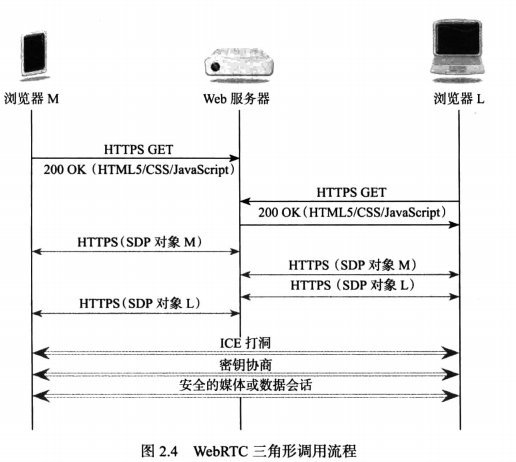 浏览器 M
Web 服务器
浏览器 L
HTTPS GET
200 OK（HTML5/CSS/JavaScript）
HTTPS GET
200 OK(HTML5/CSS/JavaScript)
HTTPS（SDP 对象 M）
HTTPS（SDP 对象 M）
HTTPS（SDP 对象 L）
HTTPS(SDP 对象 L）
ICE 打洞
密钥协商
安全的媒体或数据会话
图 2.4 WebRTC 三角形调用流程